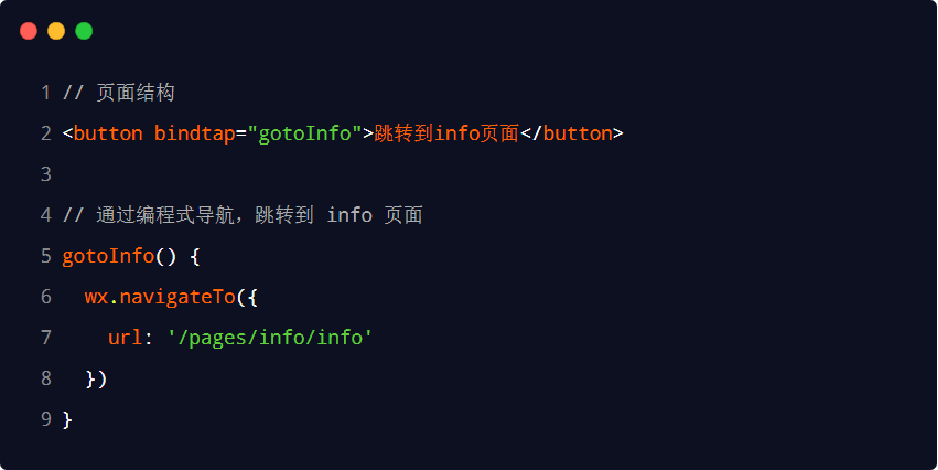 1 // 页面结构
2 <button bindtap="gotoInfo">跳转到info页面</button>
3
4 // 通过编程式导航，跳转到 info 页面
5 gotoInfo() {
6   wx.navigateTo({
7     url: '/pages/info/info'
8   })
9 }